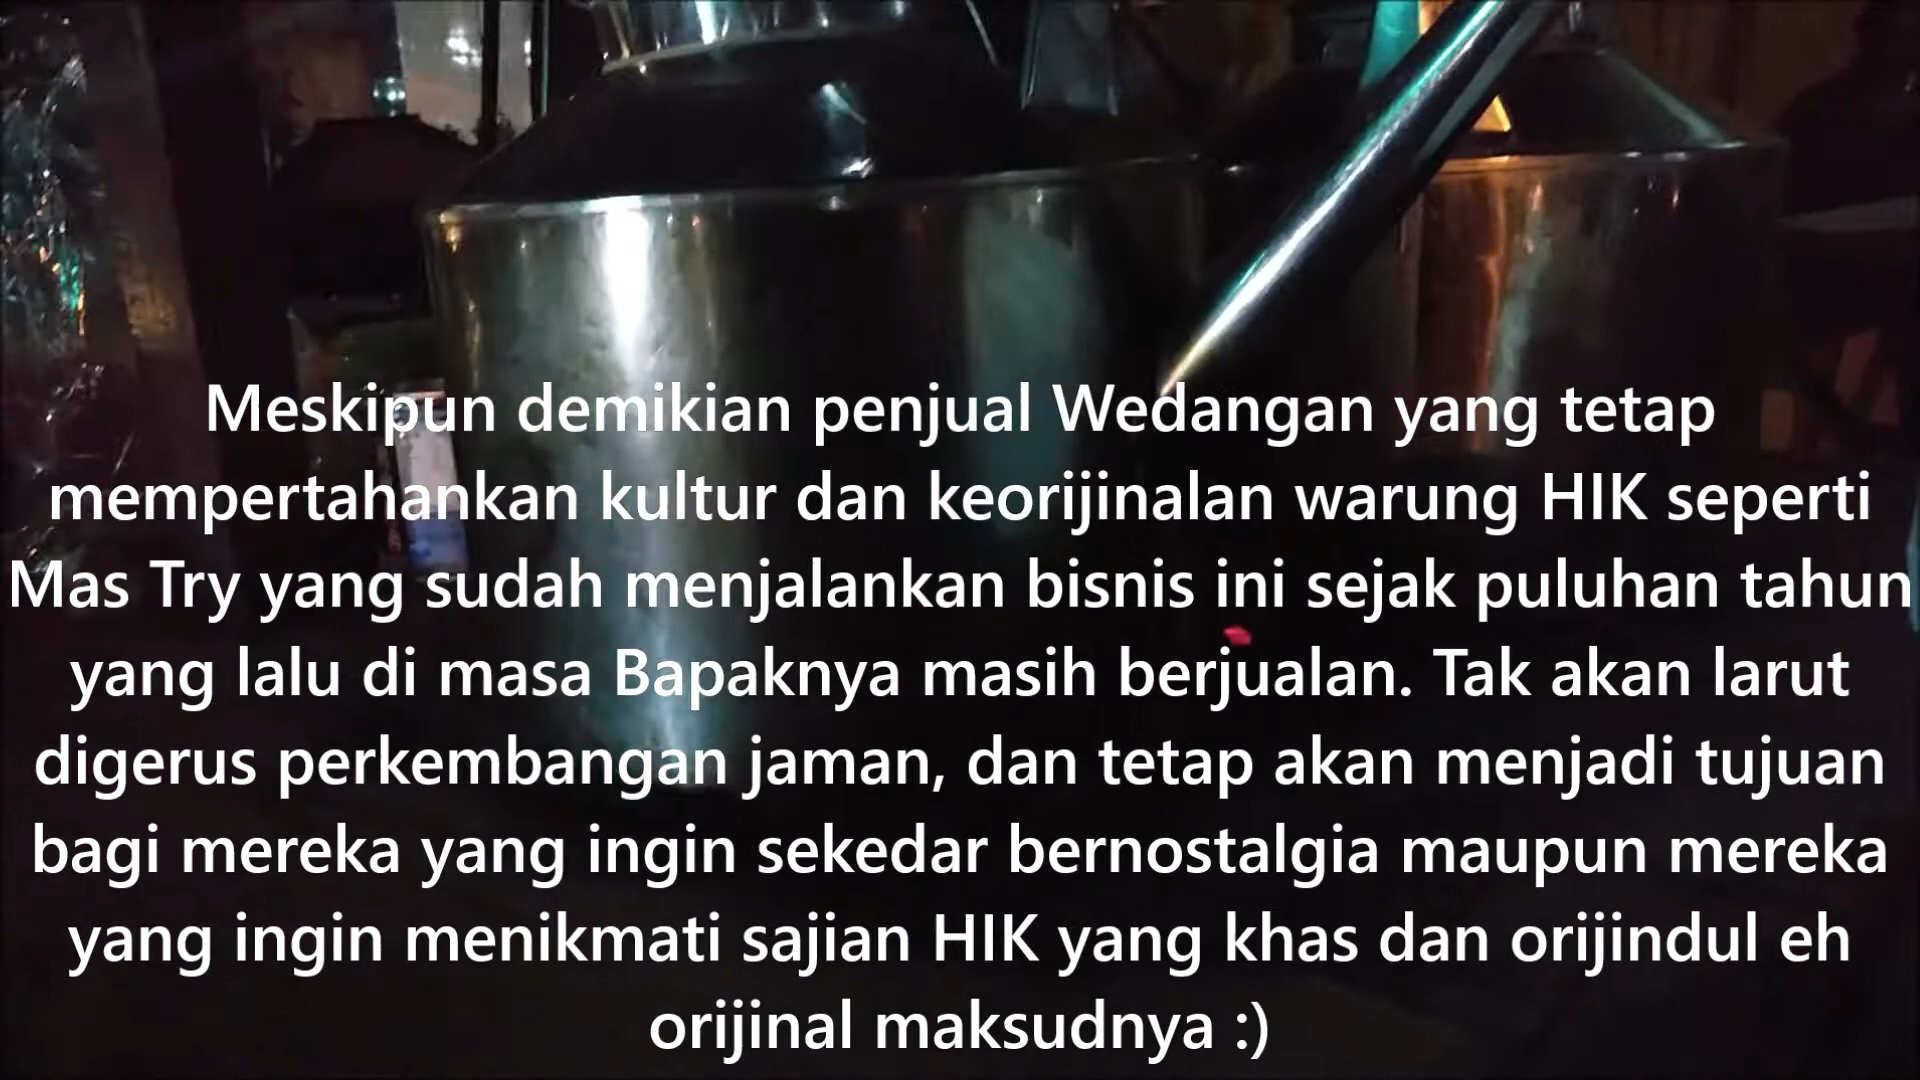 Meskipun demikian penjual Wedangan yang tetap
mempertahankan kultur dan keorijinalan warung HIK seperti
Mas Try yang sudah menjalankan bisnis ini sejak puluhan tahun
yang lalu di masa Bapaknya masih berjualan. Tak akan larut
digerus perkembangan jaman, dan tetap akan menjadi tujuan
bagi mereka yang ingin sekedar bernostalgia maupun mereka
yang ingin menikmati sajian HIK yang khas dan orijindul eh
orijinal maksudnya :)